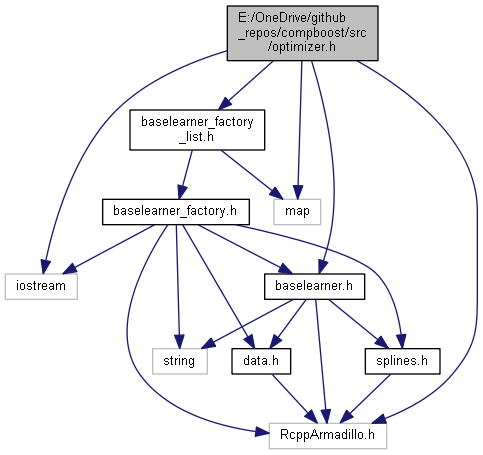 E:/OneDrive/github
_repos/compboost/src
/optimizer.h
baselearner_factory
_list.h
baselearner_factory.h
map
iostream
baselearner.h
string
data.h
splines.h
RcppArmadillo.h